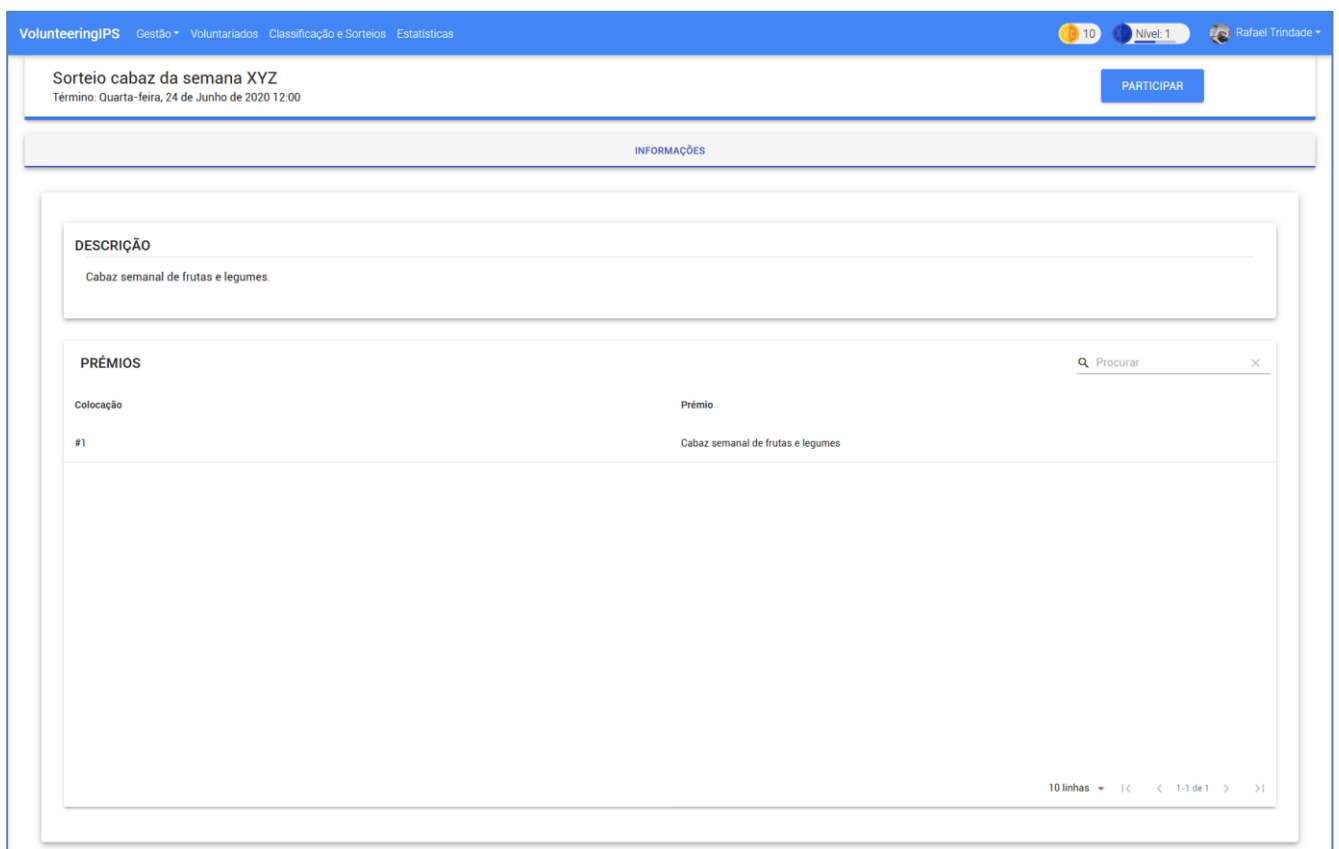 VolunteeringIPS Gestão Voluntariados Classificação e Sorteios Estatísticas 10 Nível: 1 Rafael Trindade
Sorteio cabaz da semana XYZ
Término: Quarta-feira, 24 de Junho de 2020 12:00
PARTICIPAR
INFORMAÇÕES
DESCRIÇÃO
Cabaz semanal de frutas e legumes.
PRÉMIOS Procurar
Colocação Prémio
#1 Cabaz semanal de frutas e legumes
10 linhas 1-1 de 1